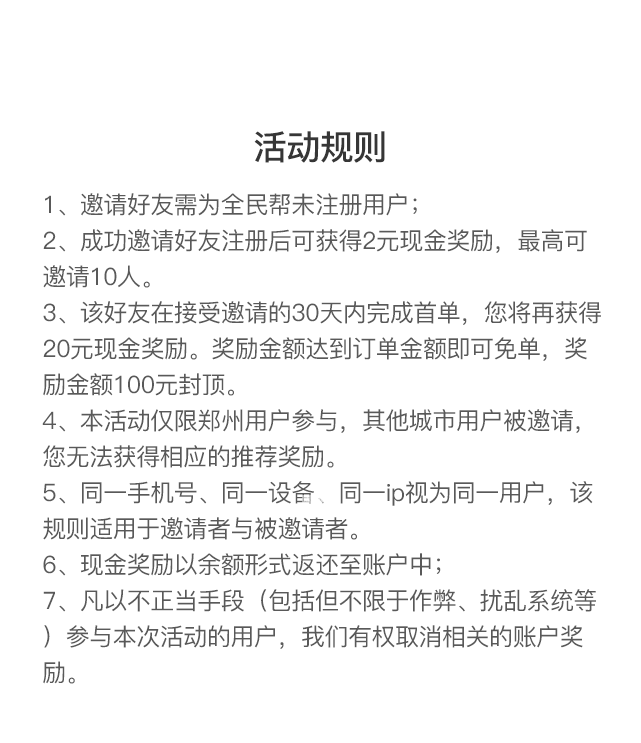 活动规则
1、邀请好友需为全民帮未注册用户；
2、成功邀请好友注册后可获得2元现金奖励，最高可
邀请10人。
3、该好友在接受邀请的30天内完成首单，您将再获得
20元现金奖励。奖励金额达到订单金额即可免单，奖
励金额100元封顶。
4、本活动仅限郑州用户参与，其他城市用户被邀请，
您无法获得相应的推荐奖励。
5、同一手机号、同一设备、同一ip视为同一用户，该
规则适用于邀请者与被邀请者。
6、现金奖励以余额形式返还至账户中；
7、凡以不正当手段（包括但不限于作弊、扰乱系统等
）参与本次活动的用户，我们有权取消相关的账户奖
励。